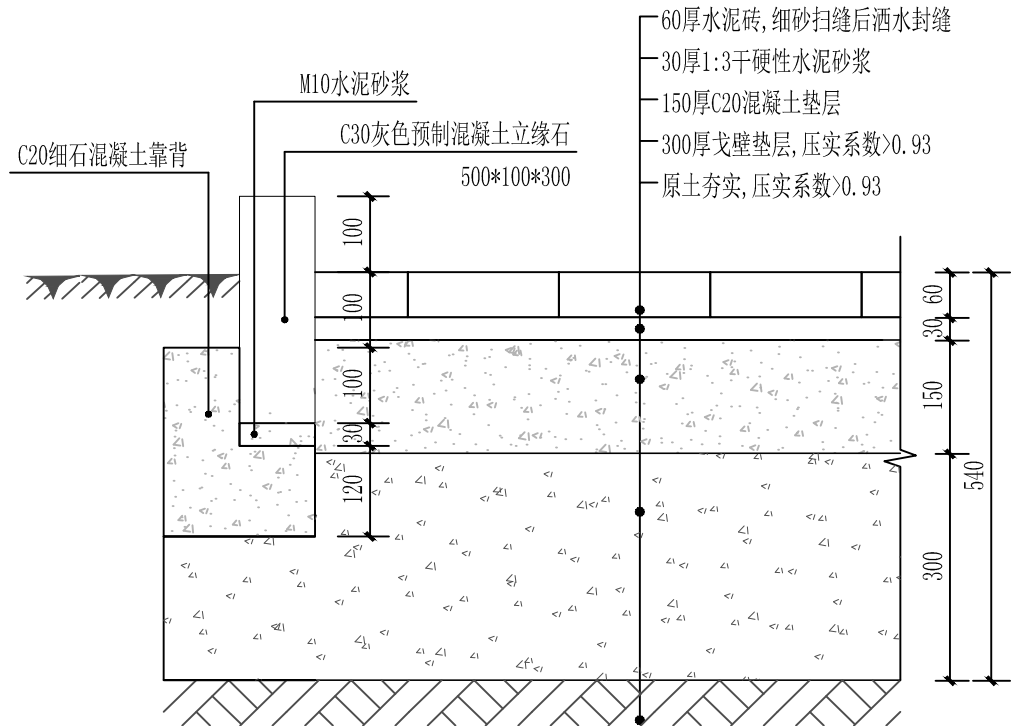 60厚水泥砖,细砂扫缝后洒水封缝
30厚1:3干硬性水泥砂浆
150厚C20混凝土垫层
300厚戈壁垫层,压实系数>0.93
原土夯实,压实系数>0.93
M10水泥砂浆
C30灰色预制混凝土立缘石
500*100*300
C20细石混凝土靠背
100
100
100
30
120
60
30
150
300
540